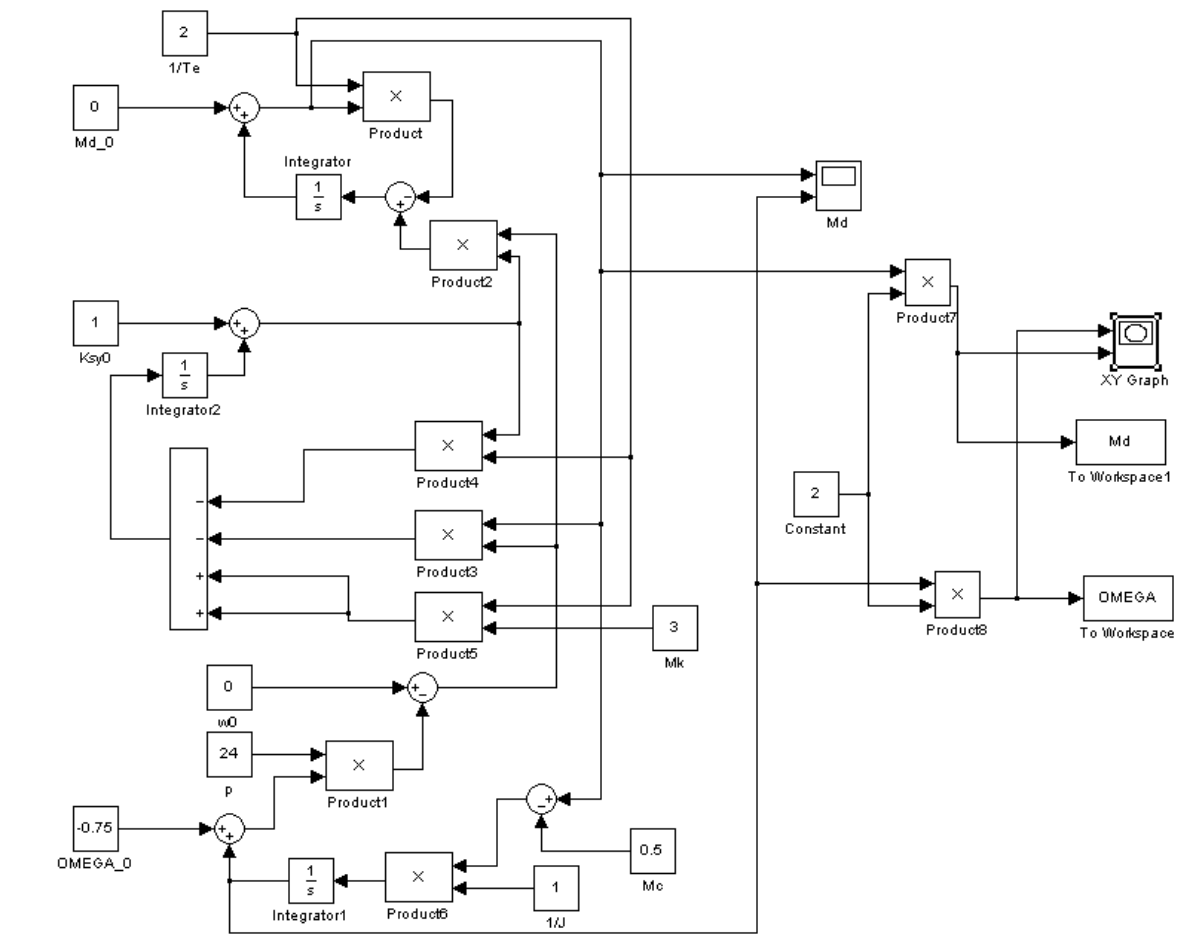 2
1/Te
0
Md_0
×
Product
Integrator
1
s
×
Product2
Md
1
Ksy0
1
s
Integrator2
×
Product7
XY Graph
×
Product4
Md
To Workspace1
2
Constant
×
Product3
×
Product5
3
Mk
×
Product8
OMEGA
To Workspace
0
w0
24
p
×
Product1
-0.75
OMEGA_0
1
s
Integrator1
×
Product6
0.5
Mc
1
1/J